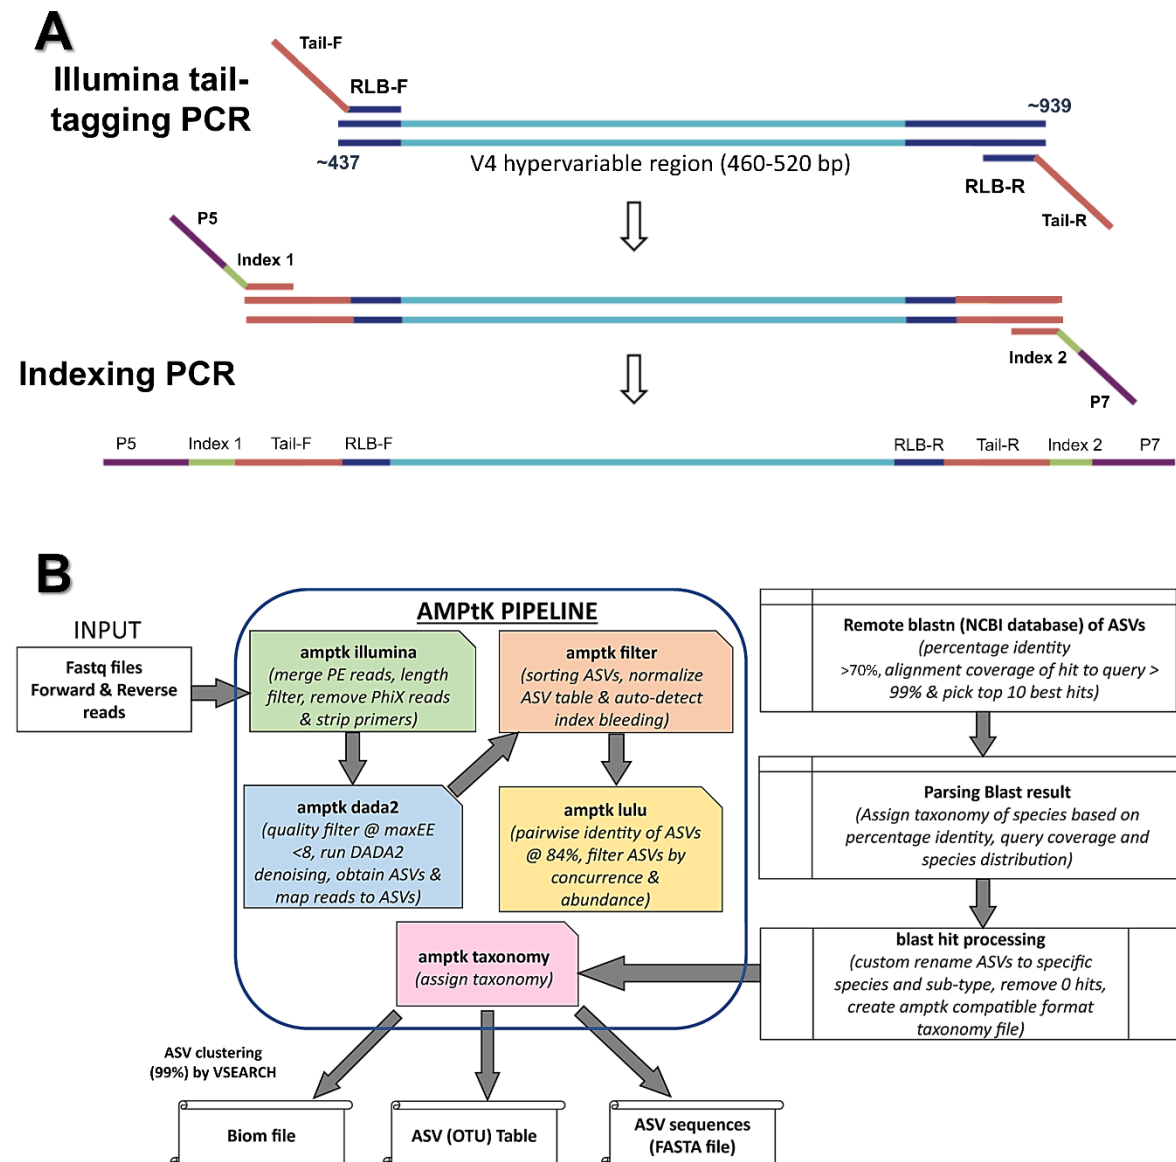 A
Illumina tail-
tagging PCR
Tail-F
RLB-F
~939
~437
V4 hypervariable region (460-520 bp)
RLB-R
Tail-R
P5
Index 1
Index 2
P7
Indexing PCR
P5 Index 1 Tail-F RLB-F RLB-R Tail-R Index 2 P7
B
INPUT
Fastq files
Forward & Reverse
reads
AMPtK PIPELINE
amptk illumina
(merge PE reads, length
filter, remove PhiX reads
& strip primers)
amptk filter
(sorting ASVs, normalize
ASV table & auto-detect
index bleeding)
amptk dada2
(quality filter @ maxEE
<8, run DADA2
denoising, obtain ASVs &
map reads to ASVs)
amptk lulu
(pairwise identity of ASVs
@ 84%, filter ASVs by
concurrence &
abundance)
amptk taxonomy
(assign taxonomy)
Remote blastn (NCBI database) of ASVs
(percentage identity
>70%, alignment coverage of hit to query >
99% & pick top 10 best hits)
Parsing Blast result
(Assign taxonomy of species based on
percentage identity, query coverage and
species distribution)
blast hit processing
(custom rename ASVs to specific
species and sub-type, remove 0 hits,
create amptk compatible format
taxonomy file)
ASV clustering
(99%) by VSEARCH
Biom file
ASV (OTU) Table
ASV sequences
(FASTA file)